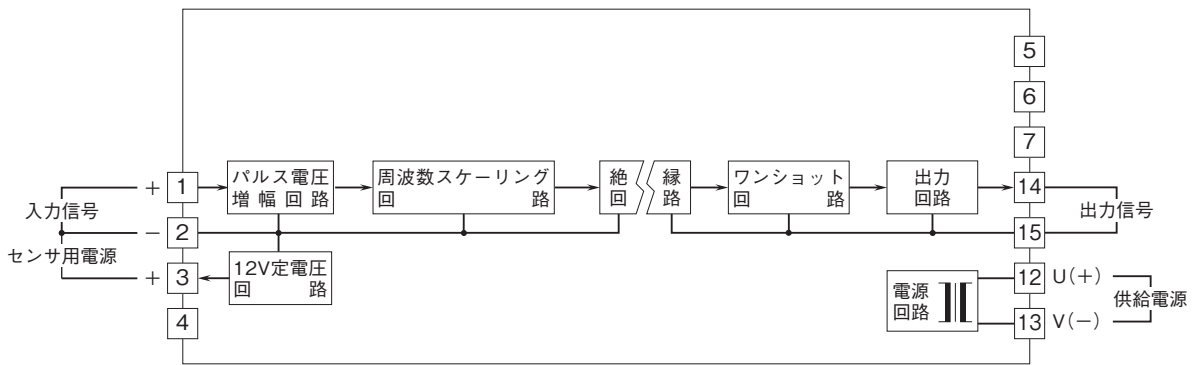 5
6
7
+ 1 パルス電圧 周波数スケーリング 絶 縁 ワンショット 出力 14
増幅回路 回 路 回 路 回 路 回路
入力信号 出力信号
− 2 15
センサ用電源
+ 3 12V定電圧 12 U(+)
回 路 電源 供給電源
回路
4 13 V(−)